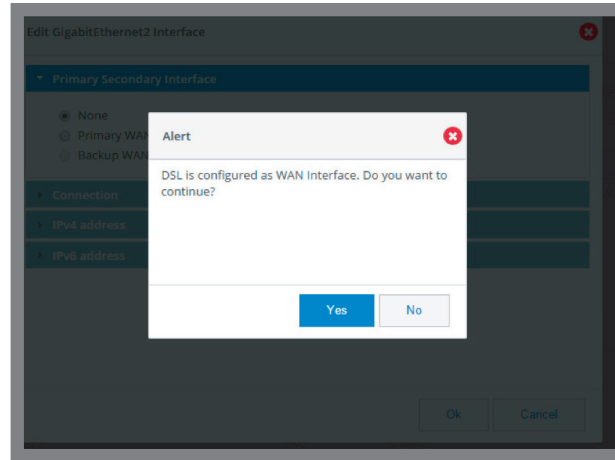 Edit GigabitEthernet2 Interface
Primary Secondary Interface
None
Primary WAN
Backup WAN
Alert
DSL is configured as WAN Interface. Do you want to
continue?
Connection
IPv4 address
IPv6 address
Yes No
Ok Cancel